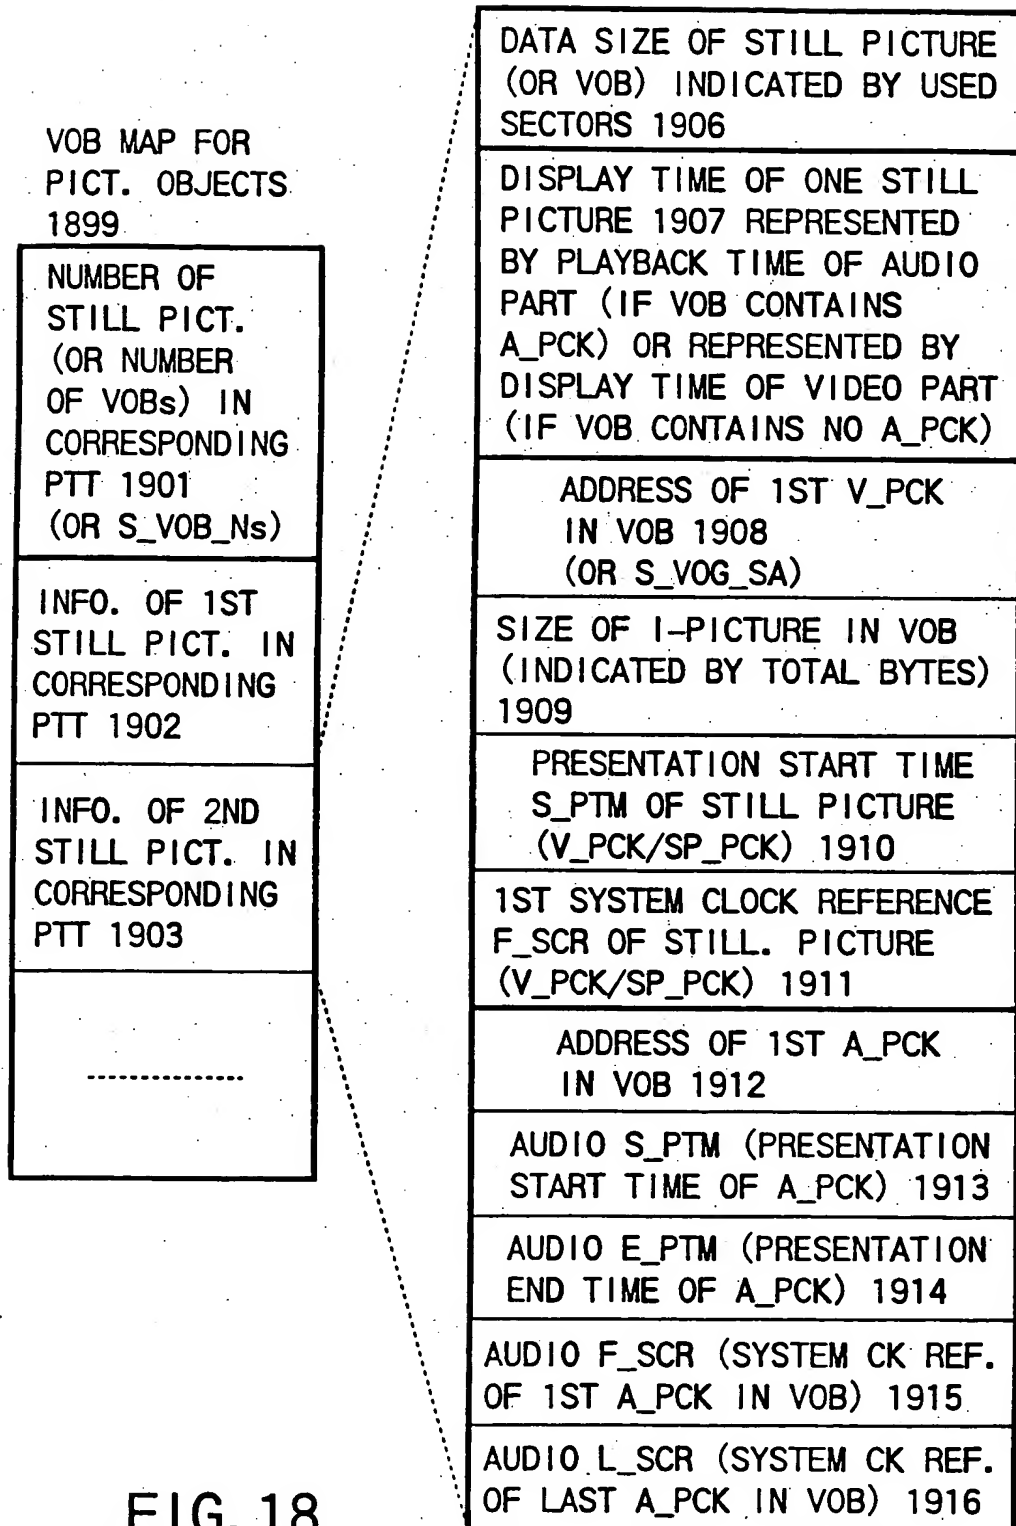 VOB MAP FOR
PICT. OBJECTS
1899
NUMBER OF
STILL PICT.
(OR NUMBER
OF VOBs) IN
CORRESPONDING
PTT 1901
(OR S_VOB_Ns)
INFO. OF 1ST
STILL PICT. IN
CORRESPONDING
PTT 1902
INFO. OF 2ND
STILL PICT. IN
CORRESPONDING
PTT 1903
DATA SIZE OF STILL PICTURE
(OR VOB) INDICATED BY USED
SECTORS 1906
DISPLAY TIME OF ONE STILL
PICTURE 1907 REPRESENTED
BY PLAYBACK TIME OF AUDIO
PART (IF VOB CONTAINS
A_PCK) OR REPRESENTED BY
DISPLAY TIME OF VIDEO PART
(IF VOB CONTAINS NO A_PCK)
ADDRESS OF 1ST V_PCK
IN VOB 1908
(OR S_VOG_SA)
SIZE OF I-PICTURE IN VOB
(INDICATED BY TOTAL BYTES)
1909
PRESENTATION START TIME
S_PTM OF STILL PICTURE
(V_PCK/SP_PCK) 1910
1ST SYSTEM CLOCK REFERENCE
F_SCR OF STILL. PICTURE
(V_PCK/SP_PCK) 1911
ADDRESS OF 1ST A_PCK
IN VOB 1912
AUDIO S_PTM (PRESENTATION
START TIME OF A_PCK) 1913
AUDIO E_PTM (PRESENTATION
END TIME OF A_PCK) 1914
AUDIO F_SCR (SYSTEM CK REF.
OF 1ST A_PCK IN VOB) 1915
AUDIO L_SCR (SYSTEM CK REF.
OF LAST A_PCK IN VOB) 1916
FIG. 18